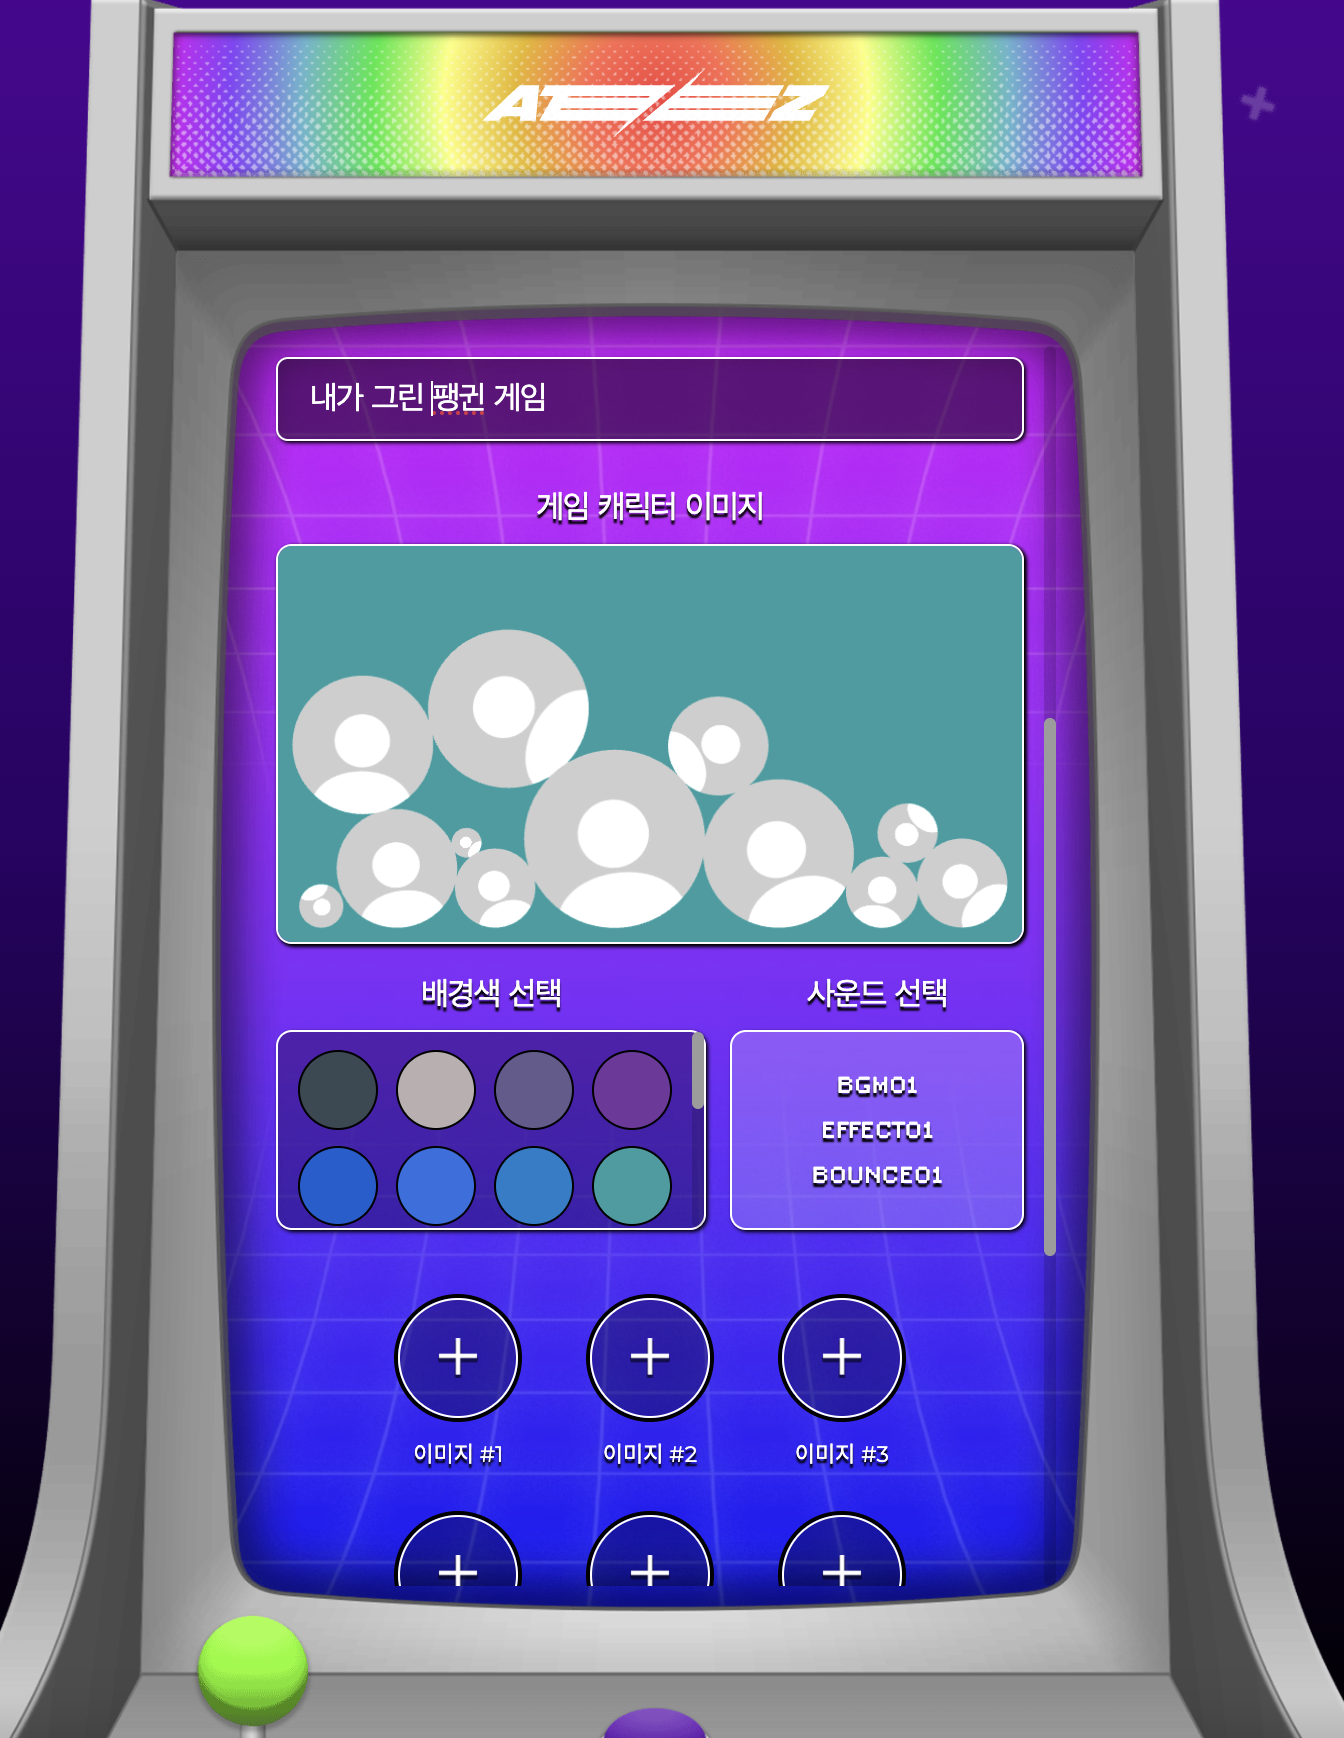 ATEEZ
내가 그린 팽귄 게임
게임 캐릭터 이미지
배경색 선택
사운드 선택
BGM01
EFFECT01
BOUNCE01
이미지 #1
이미지 #2
이미지 #3